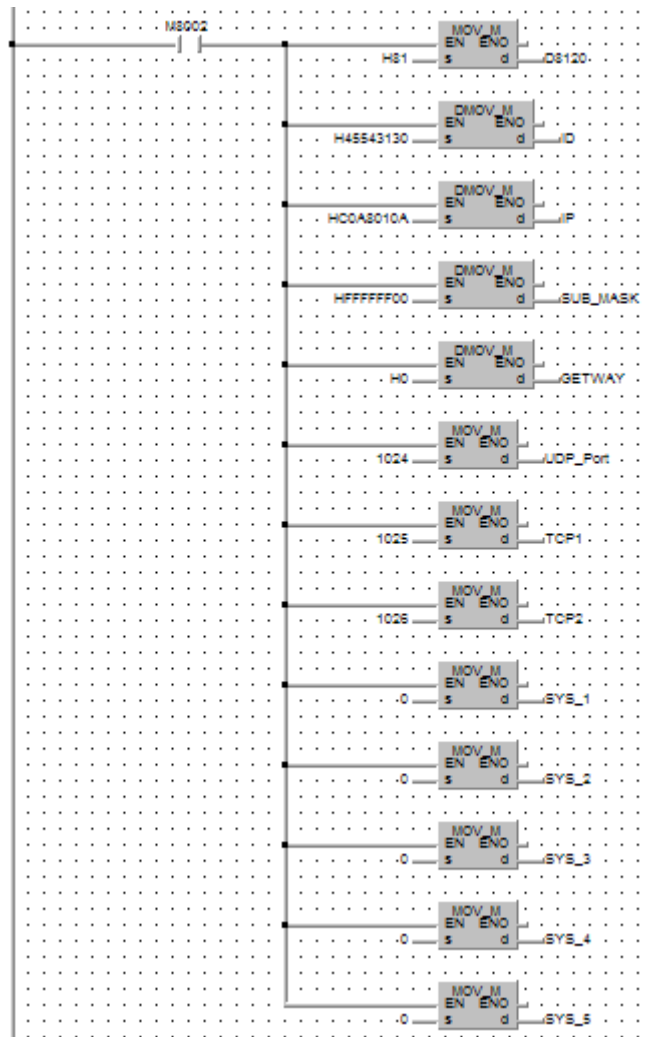 M8002
MOV_M
EN ENO
H81 s d D8120
DMOV_M
EN ENO
H45543130 s d ID
DMOV_M
EN ENO
HC0A8010A s d IP
DMOV_M
EN ENO
HFFFFFF00 s d SUB_MASK
DMOV_M
EN ENO
H0 s d GETWAY
MOV_M
EN ENO
1024 s d UDP_Port
MOV_M
EN ENO
1025 s d TCP1
MOV_M
EN ENO
1026 s d TCP2
MOV_M
EN ENO
0 s d SYS_1
MOV_M
EN ENO
0 s d SYS_2
MOV_M
EN ENO
0 s d SYS_3
MOV_M
EN ENO
0 s d SYS_4
MOV_M
EN ENO
0 s d SYS_5